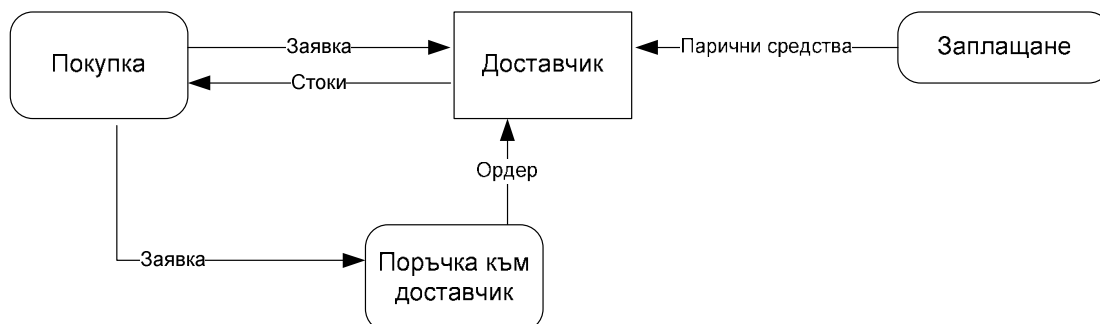 Покупка
Заявка
Стоки
Доставчик
Парични средства
Заплащане
Ордер
Заявка
Поръчка към
доставчик